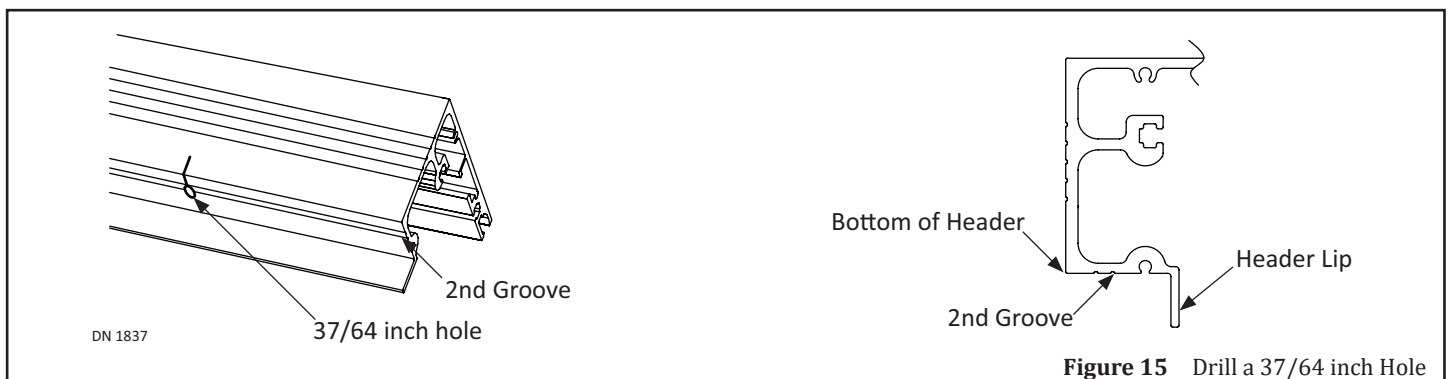 2nd Groove
37/64 inch hole
DN 1837
Bottom of Header
Header Lip
2nd Groove
Figure 15 Drill a 37/64 inch Hole